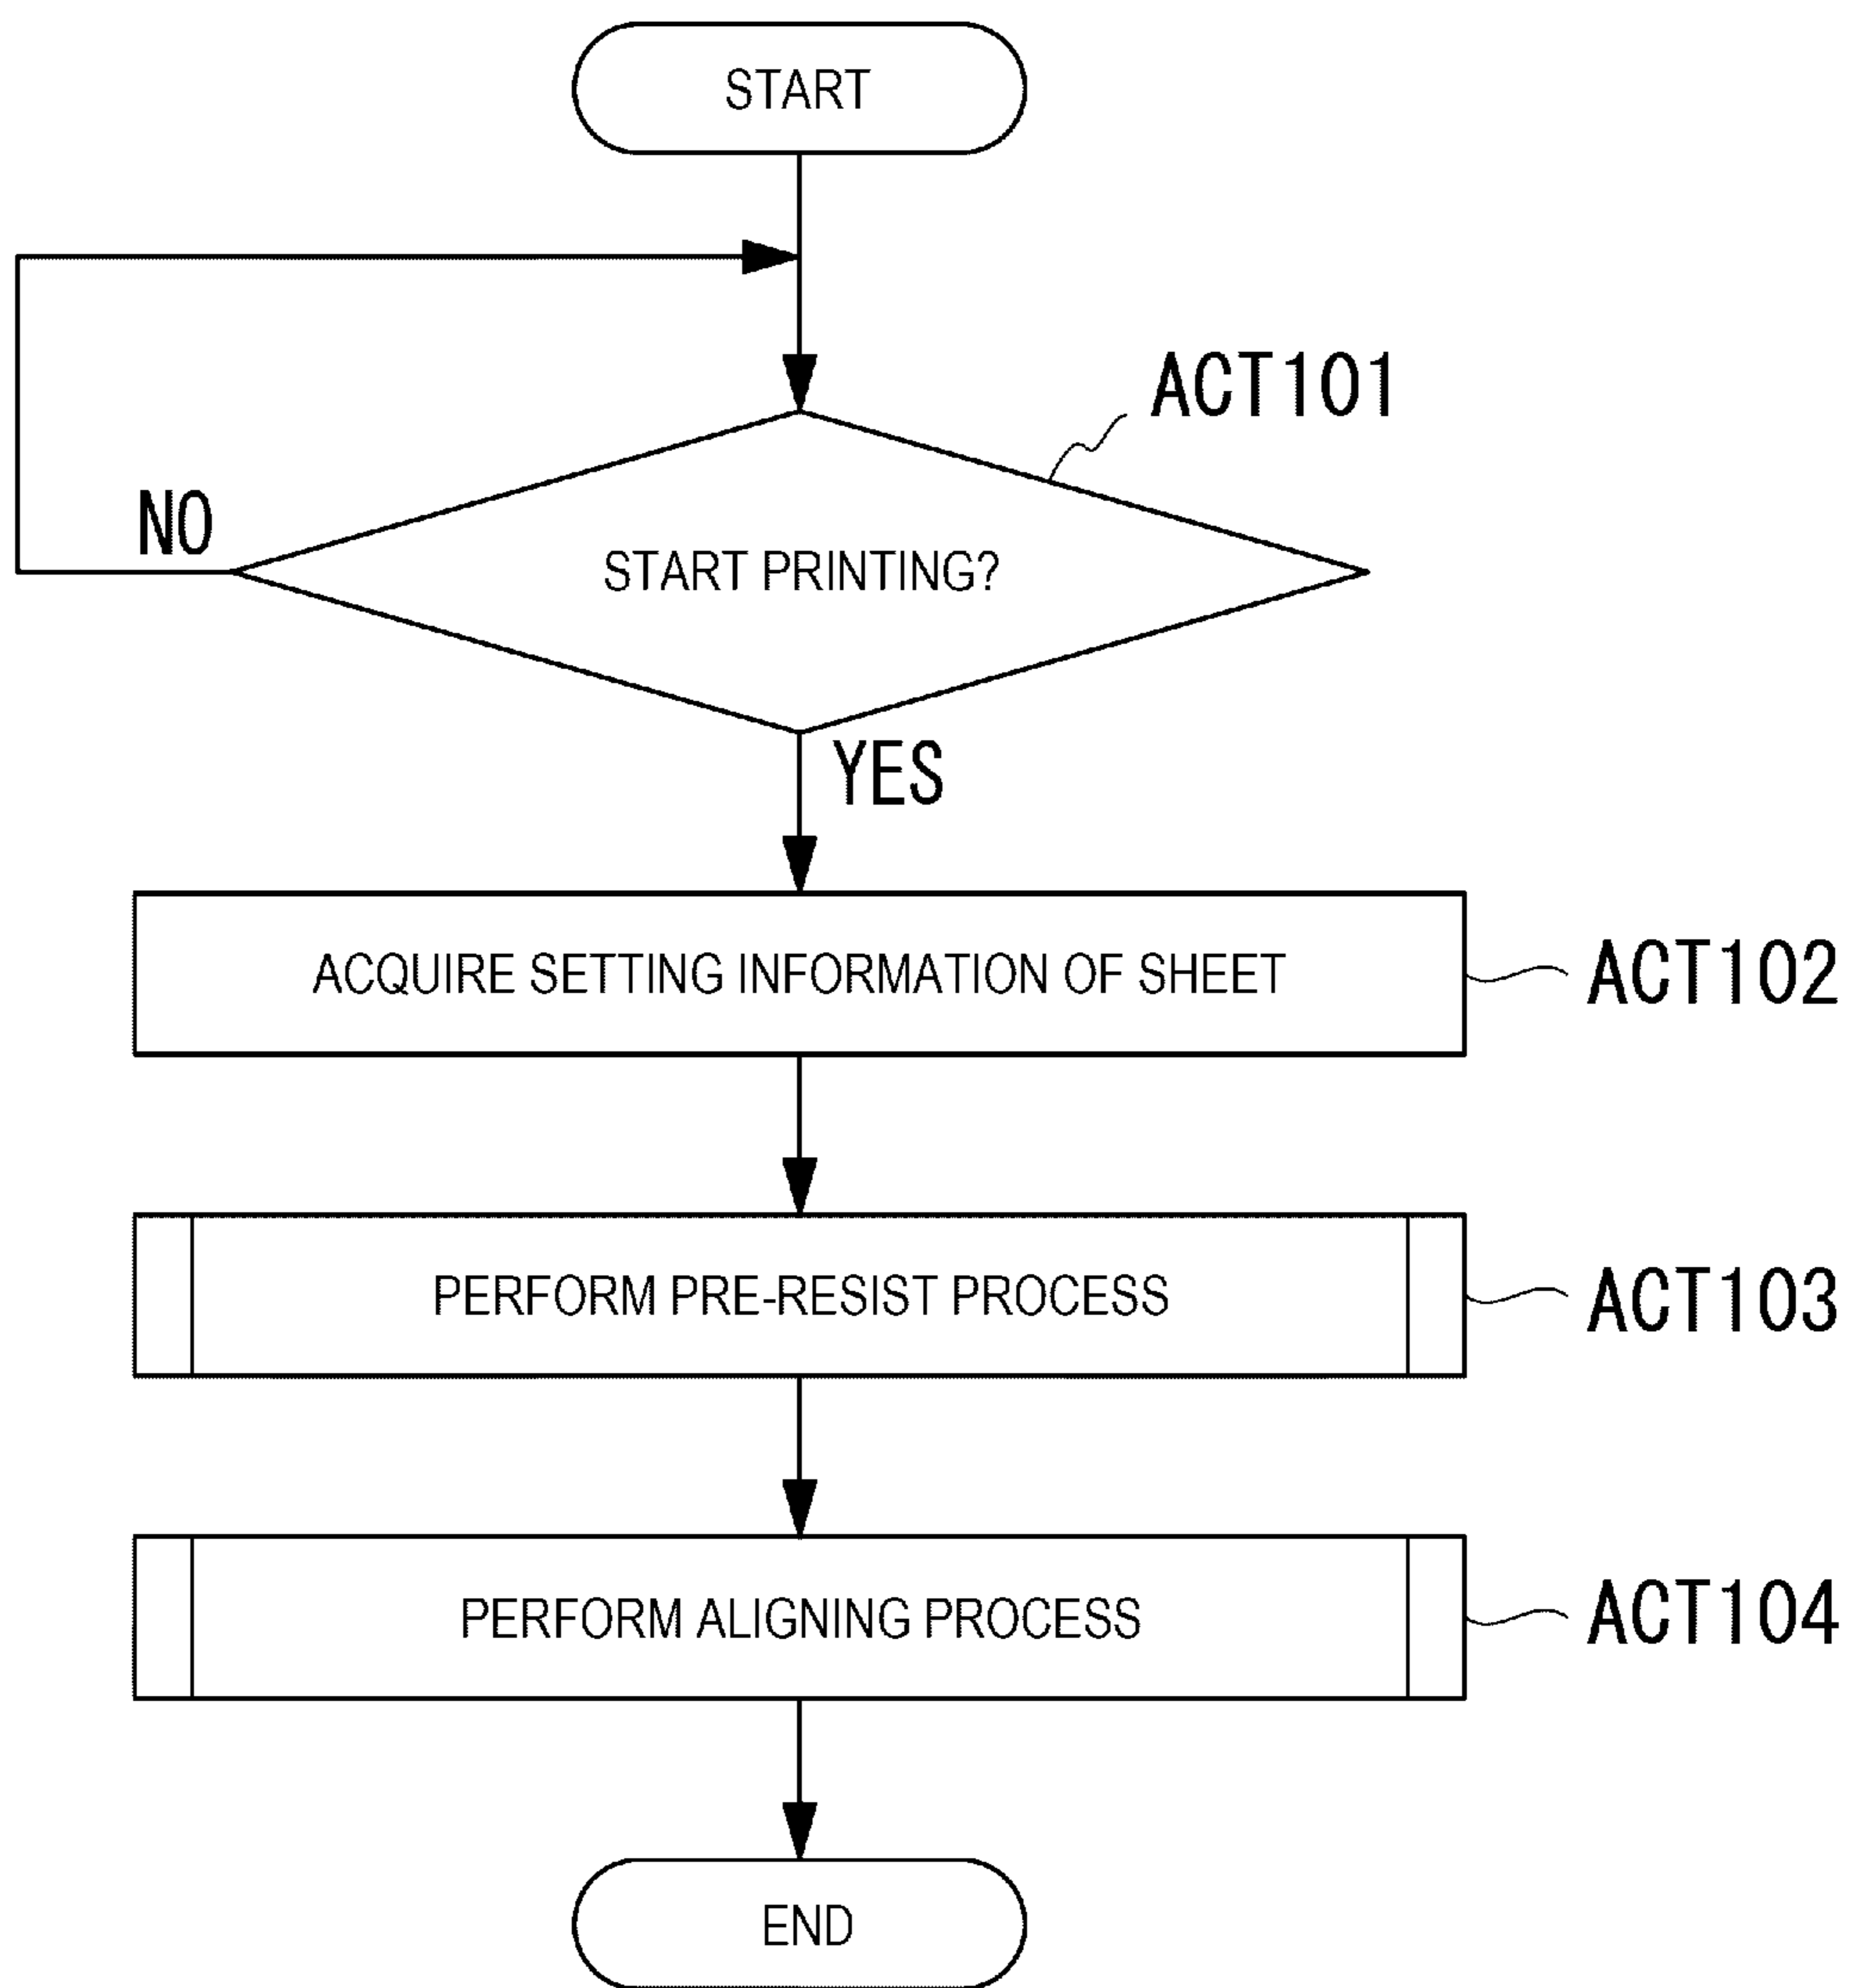 START
ACT101
NO
START PRINTING?
YES
ACQUIRE SETTING INFORMATION OF SHEET
ACT102
PERFORM PRE-RESIST PROCESS
ACT103
PERFORM ALIGNING PROCESS
ACT104
END